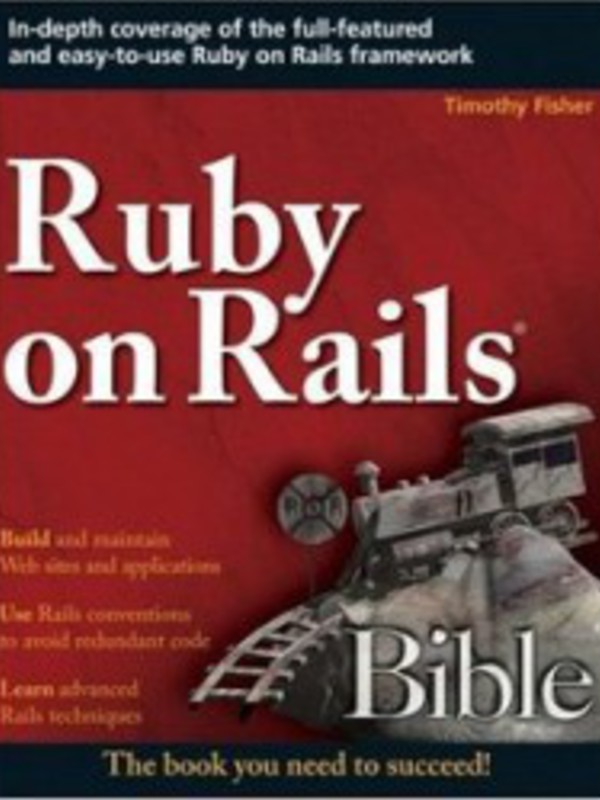 In-depth coverage of the full-featured
and easy-to-use Ruby on Rails framework
Timothy Fisher
Ruby
on Rails®
RoR
Build and maintain
Web sites and applications
Use Rails conventions
to avoid redundant code
Learn advanced
Rails techniques
Bible
The book you need to succeed!